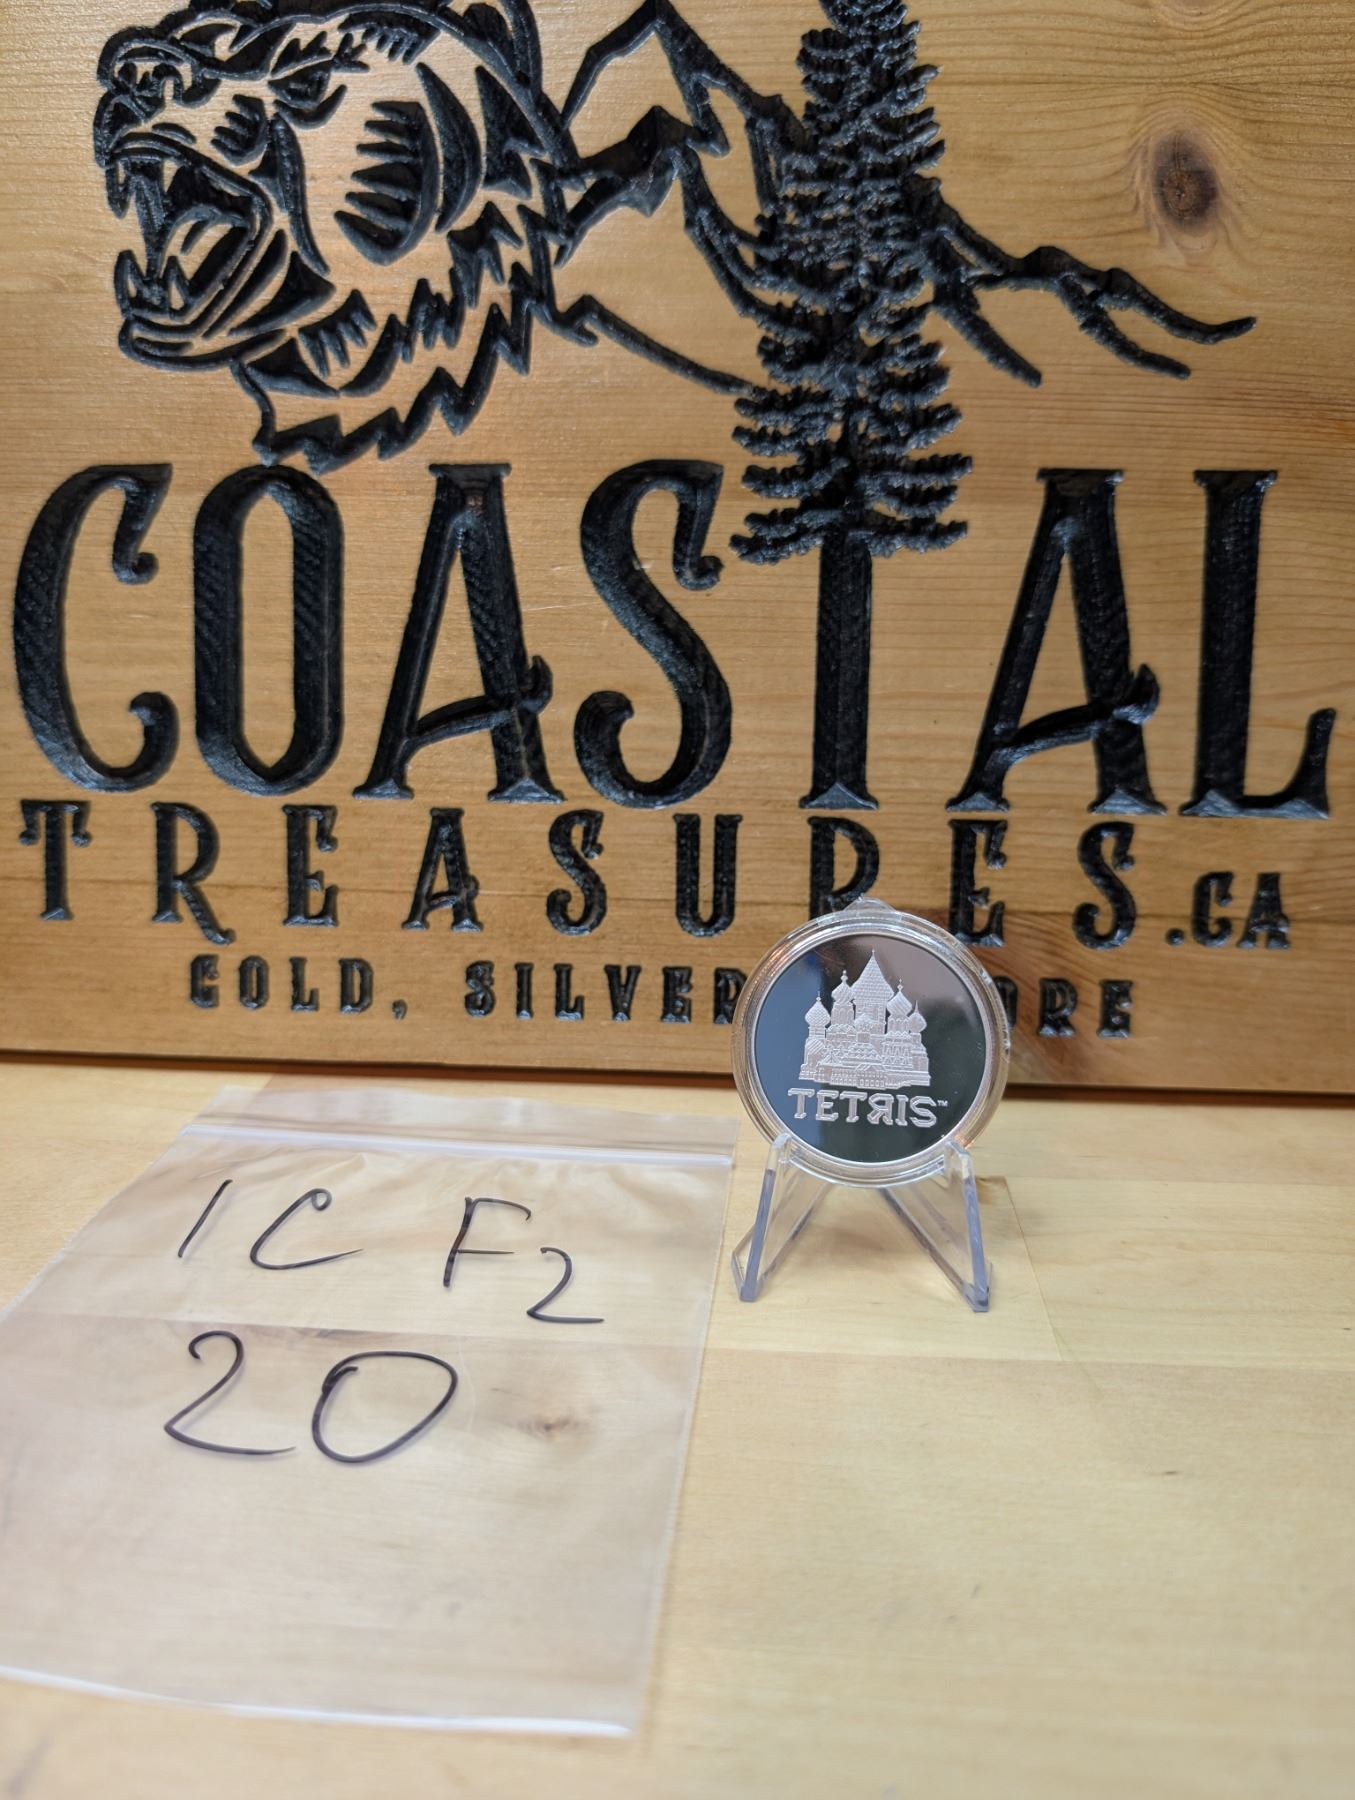 COASTAL
TREASURES.CA
GOLD, SILVER
TETRIS™
1C F2
20